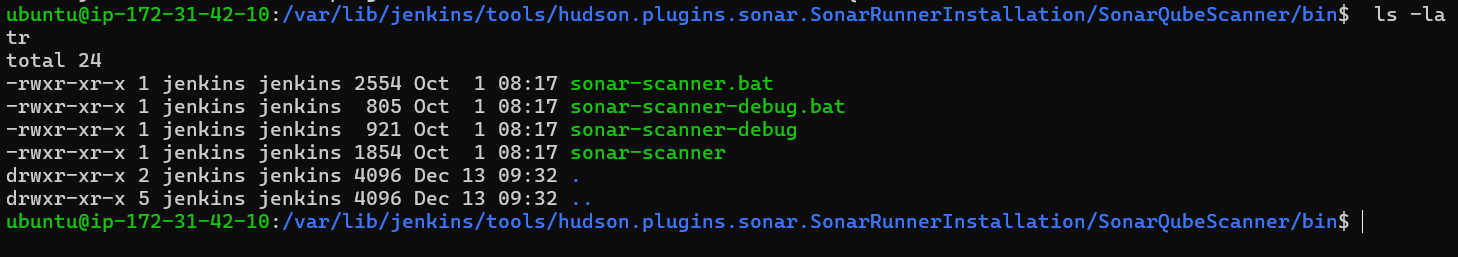 ubuntu@ip-172-31-42-10:/var/lib/jenkins/tools/hudson.plugins.sonar.SonarRunnerInstallation/SonarQubeScanner/bin$  ls -la
tr
total 24
-rwxr-xr-x 1 jenkins jenkins 2554 Oct  1 08:17 sonar-scanner.bat
-rwxr-xr-x 1 jenkins jenkins  805 Oct  1 08:17 sonar-scanner-debug.bat
-rwxr-xr-x 1 jenkins jenkins  921 Oct  1 08:17 sonar-scanner-debug
-rwxr-xr-x 1 jenkins jenkins 1854 Oct  1 08:17 sonar-scanner
drwxr-xr-x 2 jenkins jenkins 4096 Dec 13 09:32 .
drwxr-xr-x 5 jenkins jenkins 4096 Dec 13 09:32 ..
ubuntu@ip-172-31-42-10:/var/lib/jenkins/tools/hudson.plugins.sonar.SonarRunnerInstallation/SonarQubeScanner/bin$